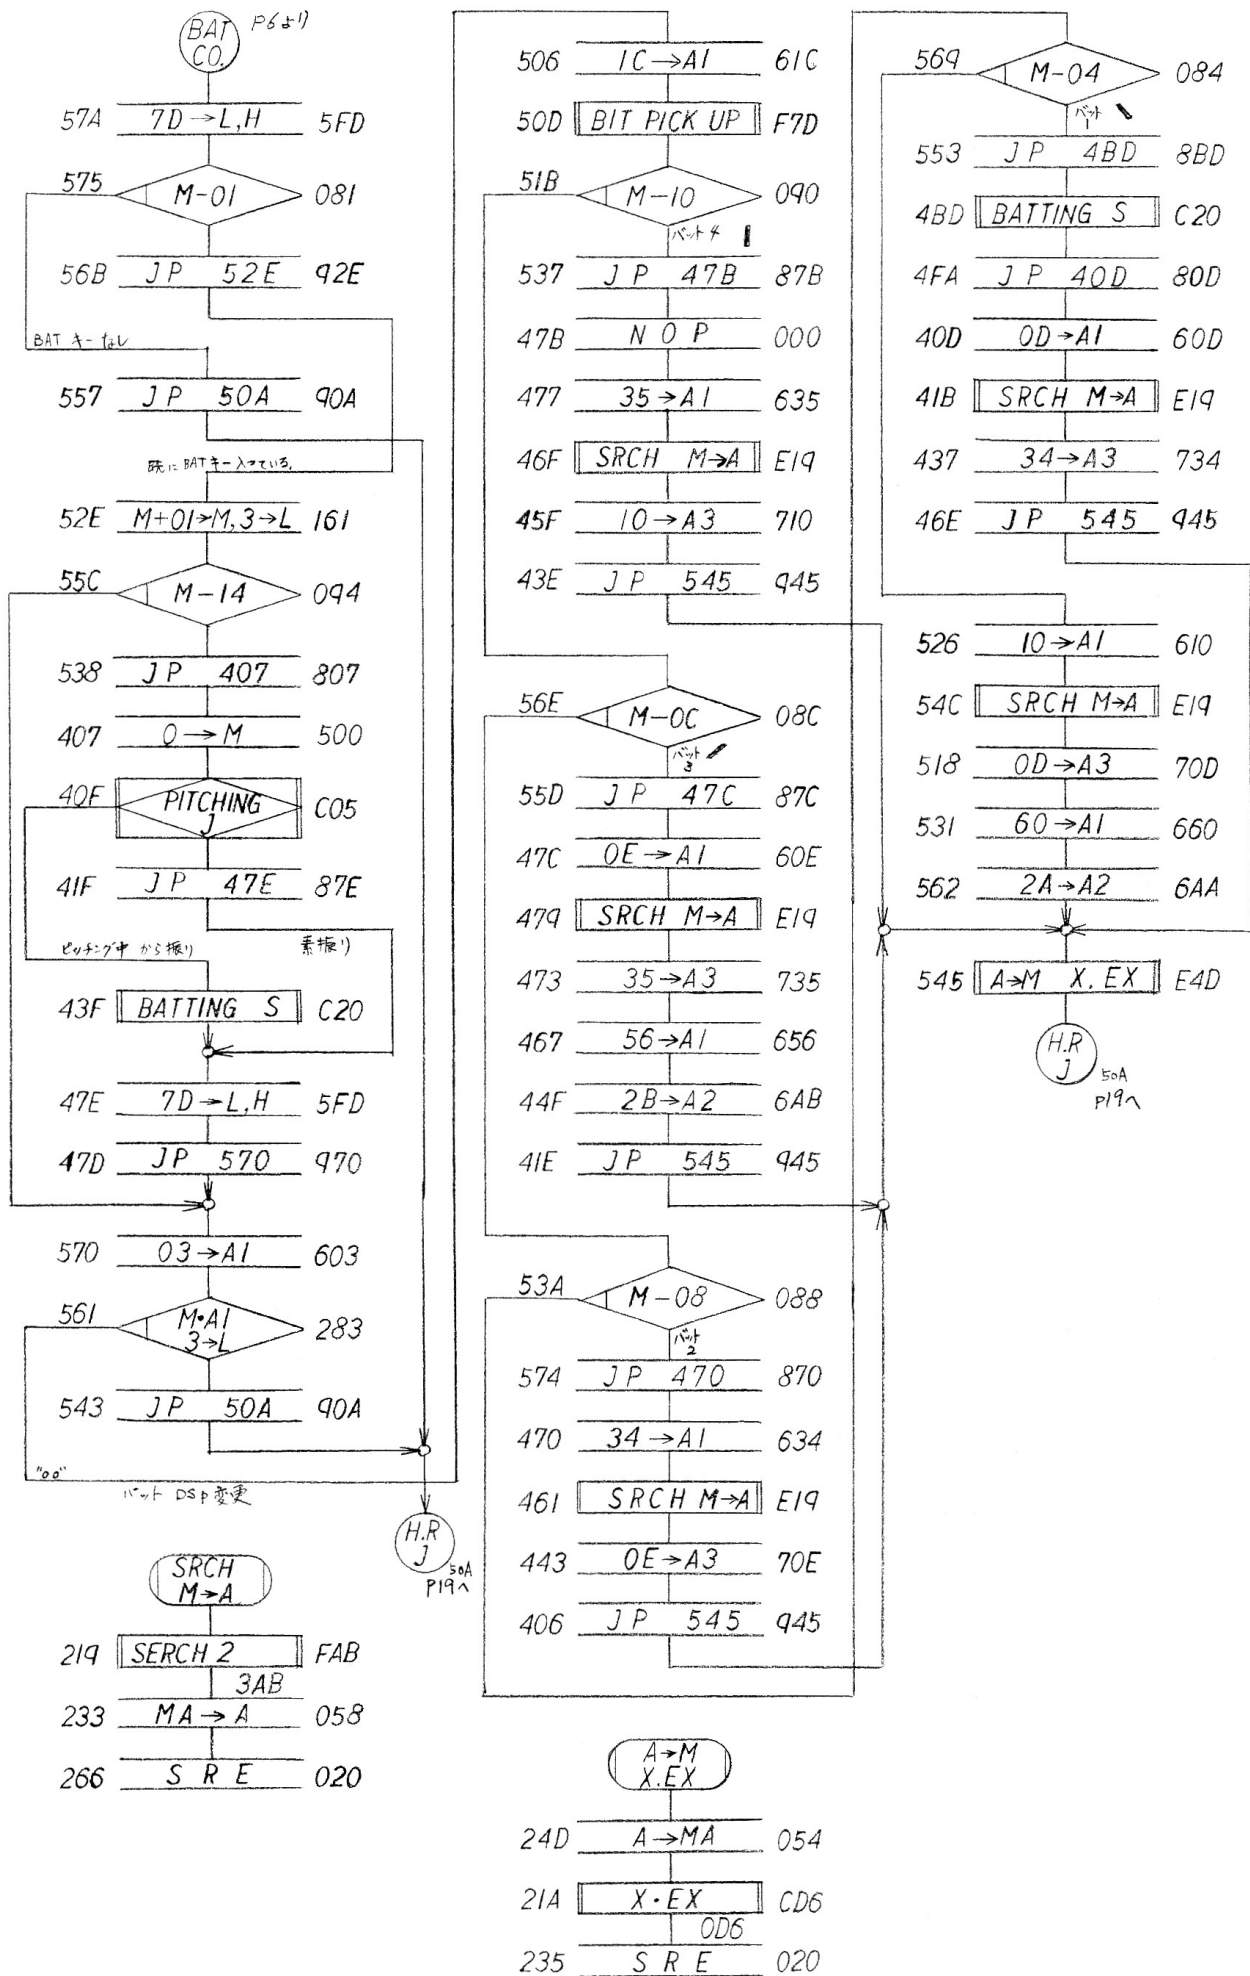 BAT CO. P6より
57A 7D→L,H 5FD
575 M-01 081
56B JP 52E 92E
BAT キーなし
557 JP 50A 90A
既に BATキー入っている。
52E M+01→M,3→L 161
55C M-14 094
538 JP 407 807
407 0→M 500
40F PITCHING J C05
41F JP 47E 87E
ピッチング中 から振り 素振り
43F BATTING S C20
47E 7D→L,H 5FD
47D JP 570 970
570 03→A1 603
561 M•A1 3→L 283
543 JP 50A 90A
"00"
バット DSP変更
H.R J 50A P19へ
SRCH M→A
219 SERCH 2 FAB
3AB
233 MA→A 058
266 SRE 020
506 1C→A1 61C
50D BIT PICK UP F7D
51B M-10 090
バット4
537 JP 47B 87B
47B NOP 000
477 35→A1 635
46F SRCH M→A E19
45F 10→A3 710
43E JP 545 945
56E M-0C 08C
バット 3
55D JP 47C 87C
47C 0E→A1 60E
479 SRCH M→A E19
473 35→A3 735
467 56→A1 656
44F 2B→A2 6AB
41E JP 545 945
53A M-08 088
バット 2
574 JP 470 870
470 34→A1 634
461 SRCH M→A E19
443 0E→A3 70E
406 JP 545 945
A→M X.EX
24D A→MA 054
21A X•EX CD6
0D6
235 SRE 020
569 M-04 084
バット 1
553 JP 4BD 8BD
4BD BATTING S C20
4FA JP 40D 80D
40D 0D→A1 60D
41B SRCH M→A E19
437 34→A3 734
46E JP 545 945
526 10→A1 610
54C SRCH M→A E19
518 0D→A3 70D
531 60→A1 660
562 2A→A2 6AA
545 A→M X.EX E4D
H.R J 50A P19へ